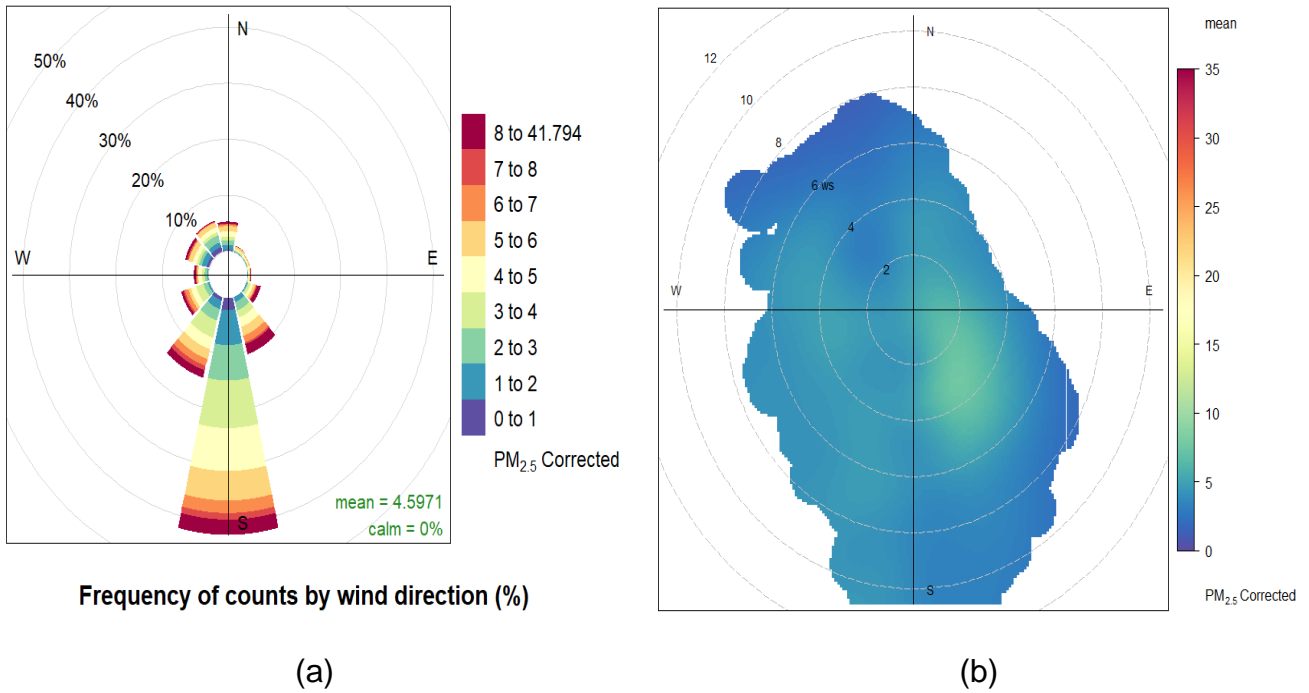 N
50%
40%
30%
20%
10%
W
E
S
8 to 41.794
7 to 8
6 to 7
5 to 6
4 to 5
3 to 4
2 to 3
1 to 2
0 to 1
PM2.5 Corrected
mean = 4.5971
calm = 0%
Frequency of counts by wind direction (%)
(a)
N
12
10
8
6 ws
4
2
W
E
S
mean
35
30
25
20
15
10
5
0
PM2.5 Corrected
(b)